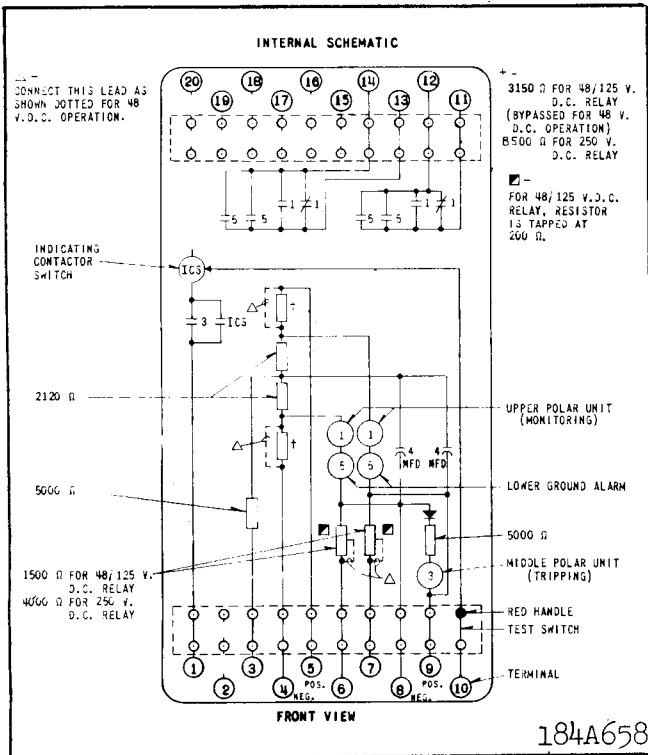 INTERNAL SCHEMATIC
△ -
CONNECT THIS LEAD AS
SHOWN DOTTED FOR 48
V.D.C. OPERATION.
20
19
18
17
16
15
14
13
12
11
† -
3150 Ω FOR 48/125 V.
D.C. RELAY
(BYPASSED FOR 48 V.
D.C. OPERATION)
8500 Ω FOR 250 V.
D.C. RELAY
FOR 48/125 V.D.C.
RELAY, RESISTOR
IS TAPPED AT
200 Ω.
5
5
1
1
5
5
1
1
INDICATING
CONTACTOR
SWITCH
ICS
3
ICS
†
2120 Ω
†
1
1
5
5
4
MFD
4
MFD
UPPER POLAR UNIT
(MONITORING)
LOWER GROUND ALARM
5000 Ω
5000 Ω
MIDDLE POLAR UNIT
(TRIPPING)
3
1500 Ω FOR 48/125 V.
D.C. RELAY
4000 Ω FOR 250 V.
D.C. RELAY
RED HANDLE
TEST SWITCH
TERMINAL
1
2
3
4
5
6
7
8
9
10
POS.
NEG.
POS.
NEG.
FRONT VIEW
184A658